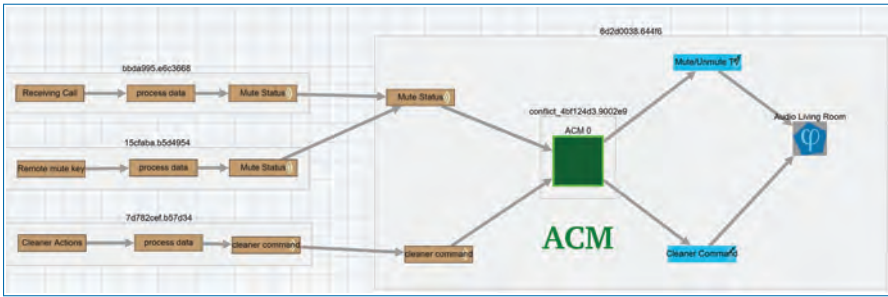 6d2d0038.644f6
bbda995.e6c3668
Receiving Call
process data
Mute Status
Mute Status
Mute/Unmute
conflict_4bf124d3.9002e9
ACM 0
Audio Living Room
φ
15cfaba.b5d4954
Remote mute key
process data
Mute Status
7d782cef.b57d34
Cleaner Actions
process data
cleaner command
cleaner command
ACM
Cleaner Command